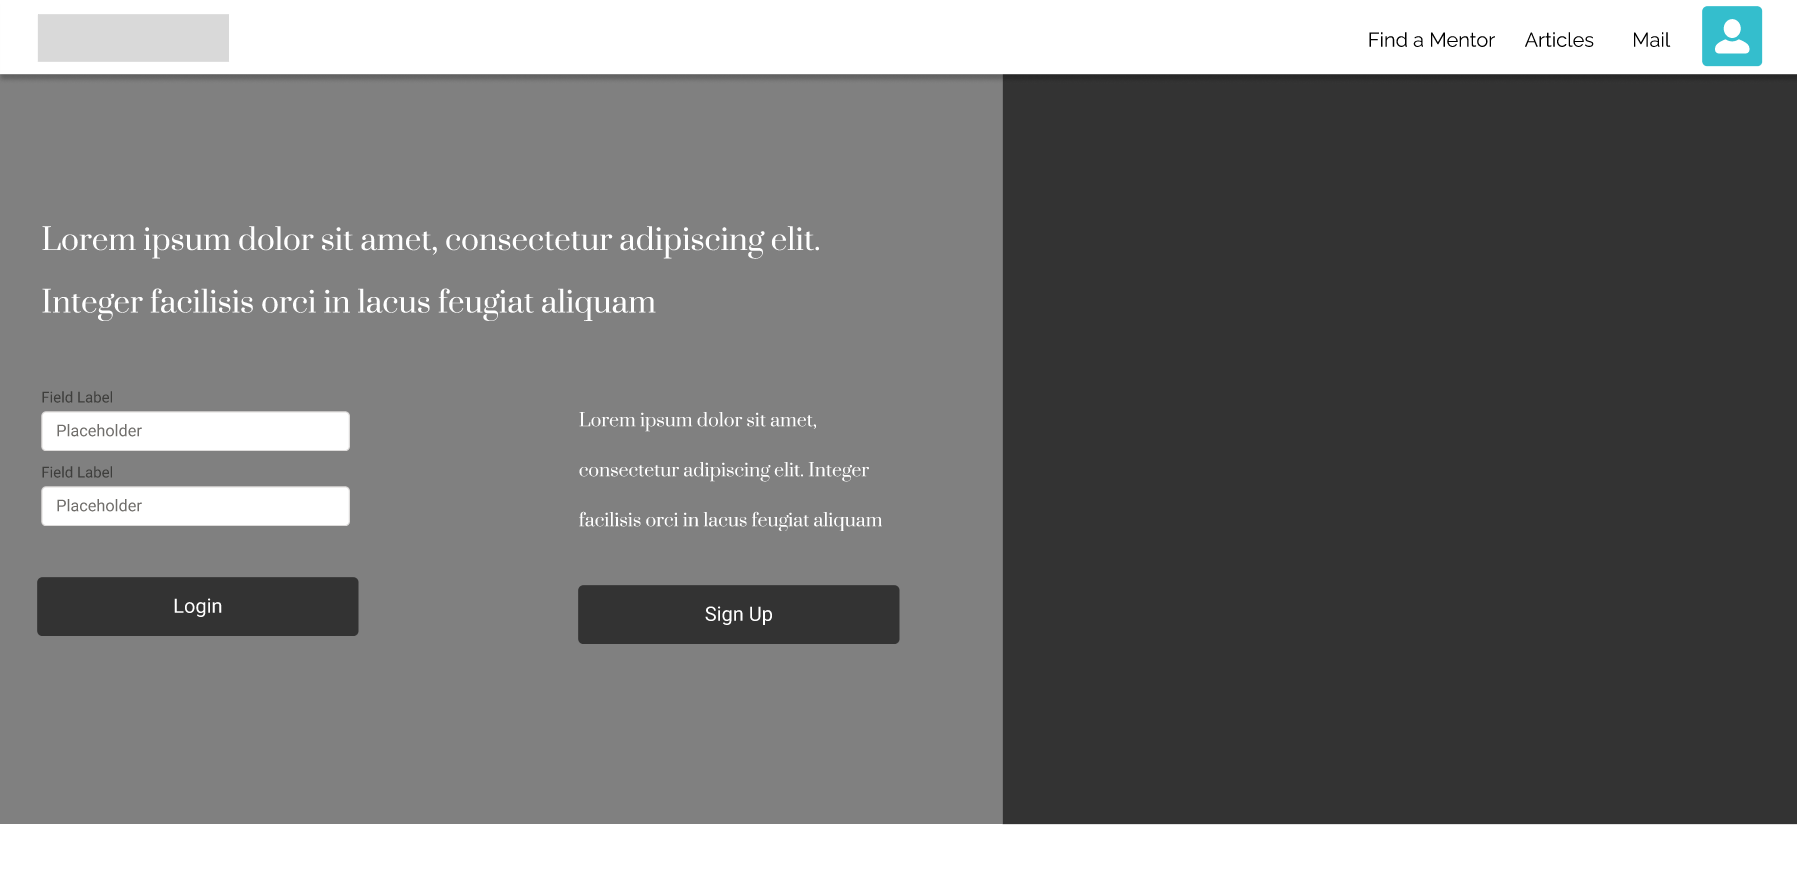 Find a Mentor Articles Mail
Lorem ipsum dolor sit amet, consectetur adipiscing elit.
Integer facilisis orci in lacus feugiat aliquam
Field Label
Placeholder
Field Label
Placeholder
Login
Lorem ipsum dolor sit amet,
consectetur adipiscing elit. Integer
facilisis orci in lacus feugiat aliquam
Sign Up